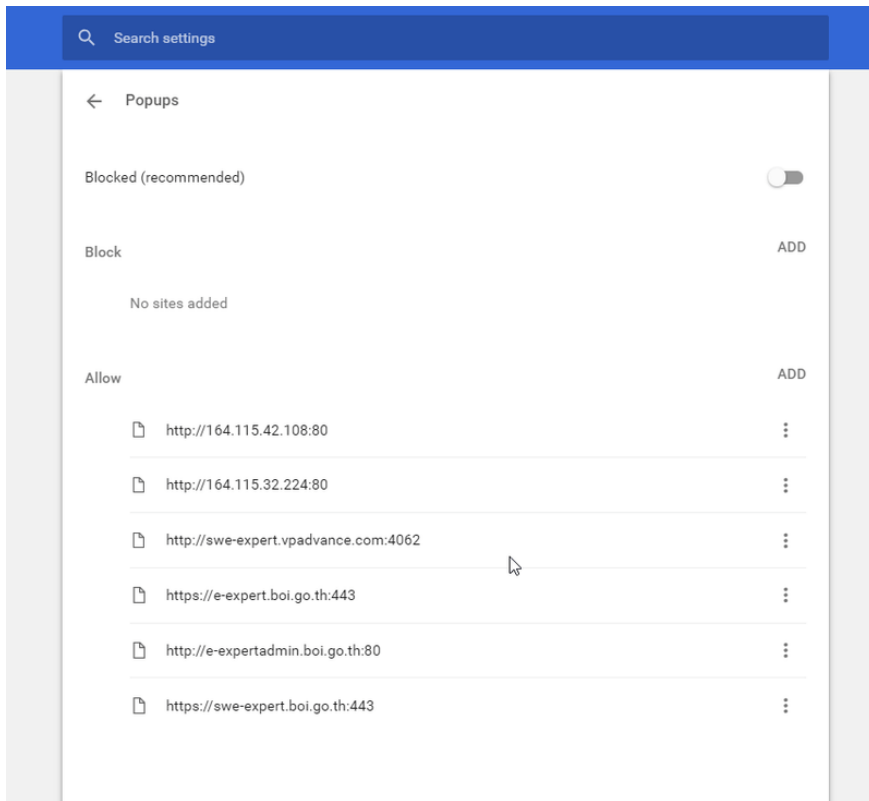 Search settings
Popups
Blocked (recommended)
Block
ADD
No sites added
Allow
ADD
http://164.115.42.108:80
http://164.115.32.224:80
http://swe-expert.vpadvance.com:4062
https://e-expert.boi.go.th:443
http://e-expertadmin.boi.go.th:80
https://swe-expert.boi.go.th:443